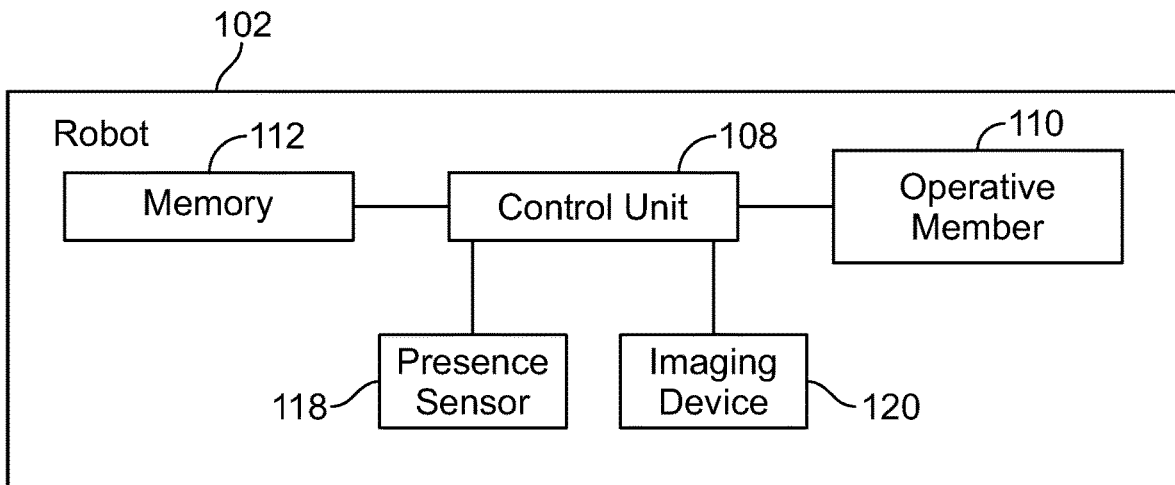 102
Robot
112
108
110
Memory
Control Unit
Operative
Member
Presence
Sensor
Imaging
Device
118
120